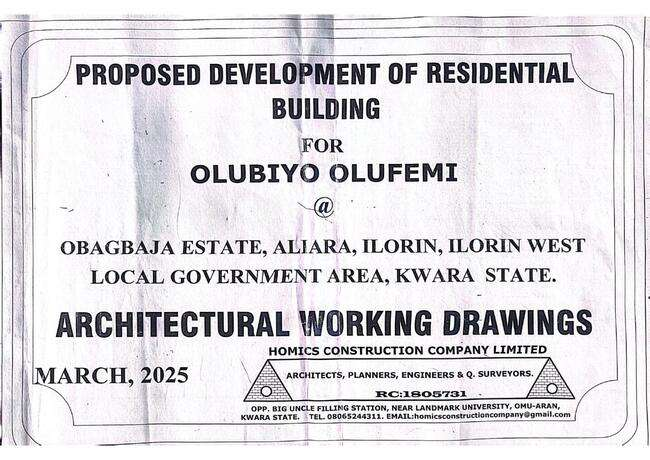 PROPOSED DEVELOPMENT OF RESIDENTIAL
BUILDING
FOR
OLUBIYO OLUFEMI
@
OBAGBAJA ESTATE, ALIARA, ILORIN, ILORIN WEST
LOCAL GOVERNMENT AREA, KWARA STATE.
ARCHITECTURAL WORKING DRAWINGS
HOMICS CONSTRUCTION COMPANY LIMITED
MARCH, 2025
ARCHITECTS, PLANNERS, ENGINEERS & Q. SURVEYORS.
RC:1805731
OPP. BIG UNCLE FILLING STATION, NEAR LANDMARK UNIVERSITY, OMU-ARAN,
KWARA STATE. TEL. 08065244311. EMAIL:homicsconstructioncompany@gmail.com